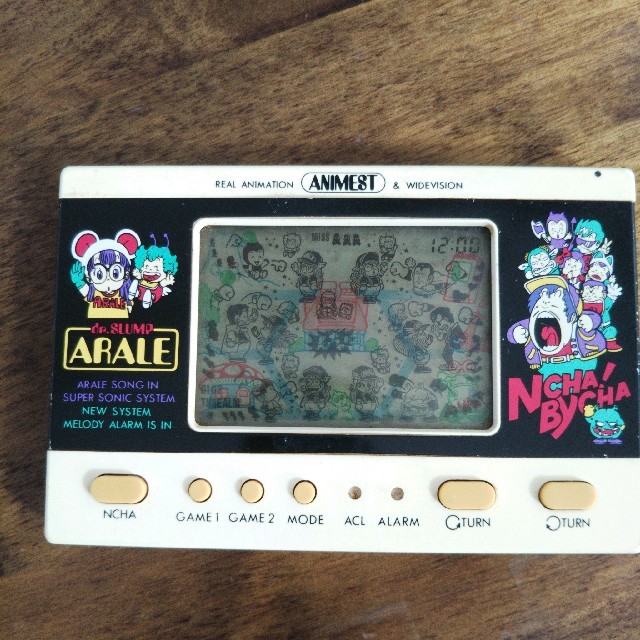 REAL ANIMATION ANIMEST & WIDEVISION
MISS
12:00
ARALE
dr. SLUMP
ARALE
ARALE SONG IN
SUPER SONIC SYSTEM
NEW SYSTEM
MELODY ALARM IS IN
NCHA!
BYCHA
NCHA
GAME 1
GAME 2
MODE
ACL
ALARM
TURN
TURN